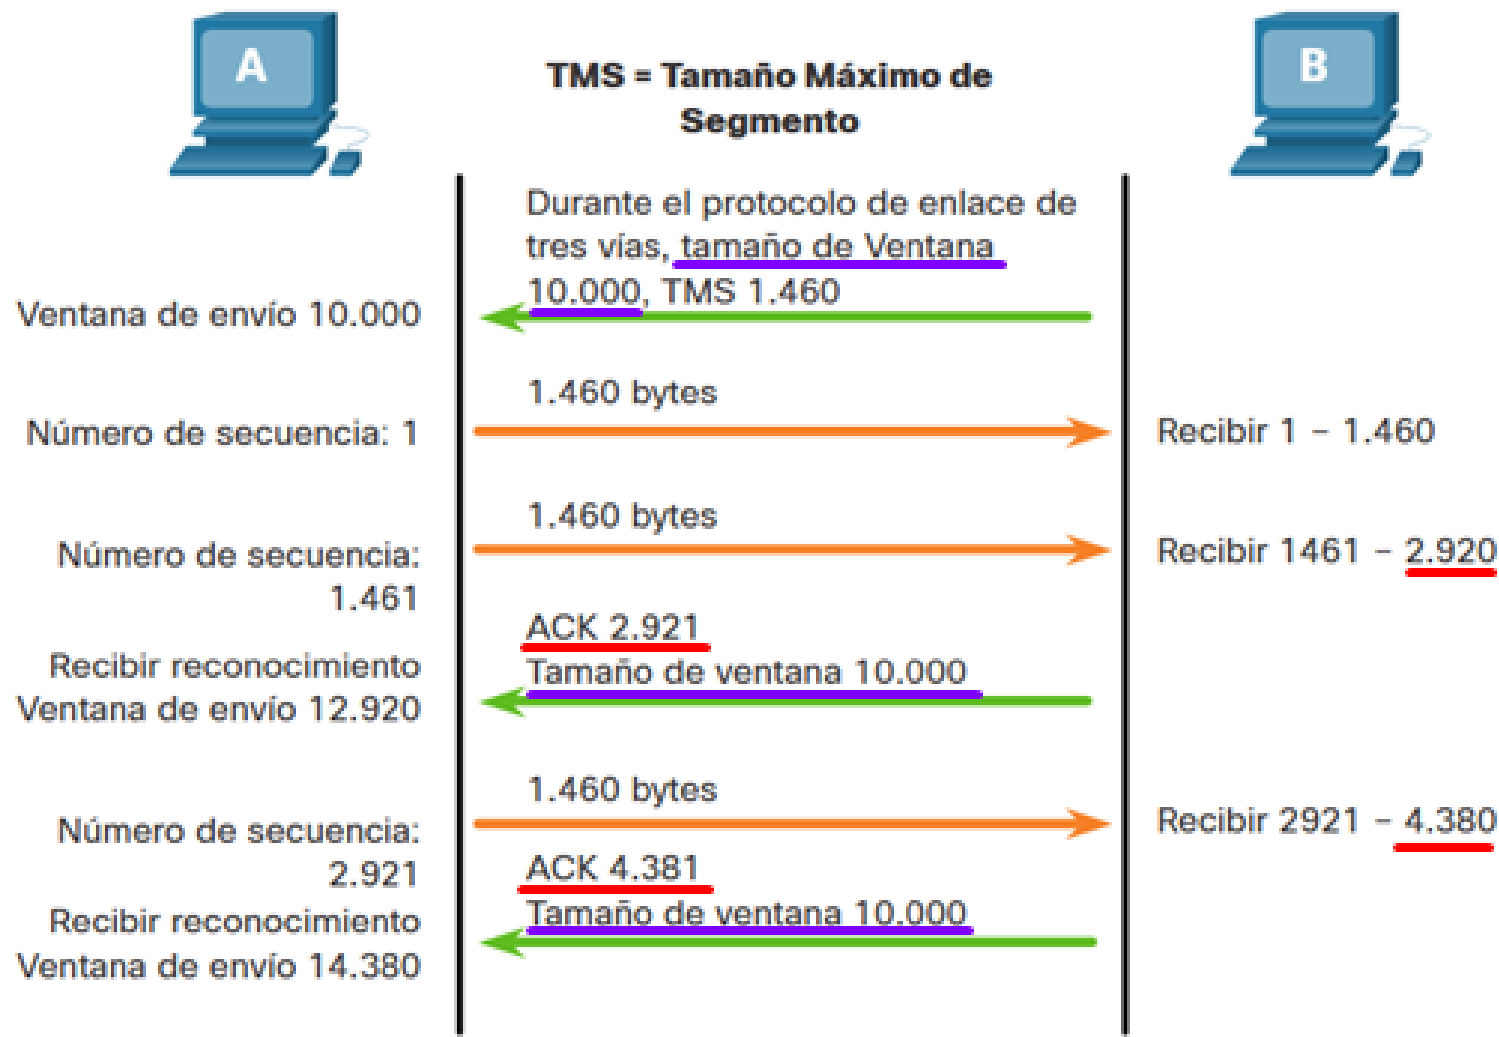 A
B
TMS = Tamaño Máximo de
Segmento
Durante el protocolo de enlace de
tres vías, tamaño de Ventana
10.000, TMS 1.460
Ventana de envío 10.000
1.460 bytes
Número de secuencia: 1
Recibir 1 – 1.460
1.460 bytes
Número de secuencia:
1.461
Recibir 1461 – 2.920
ACK 2.921
Tamaño de ventana 10.000
Recibir reconocimiento
Ventana de envío 12.920
1.460 bytes
Número de secuencia:
2.921
Recibir 2921 – 4.380
ACK 4.381
Tamaño de ventana 10.000
Recibir reconocimiento
Ventana de envío 14.380